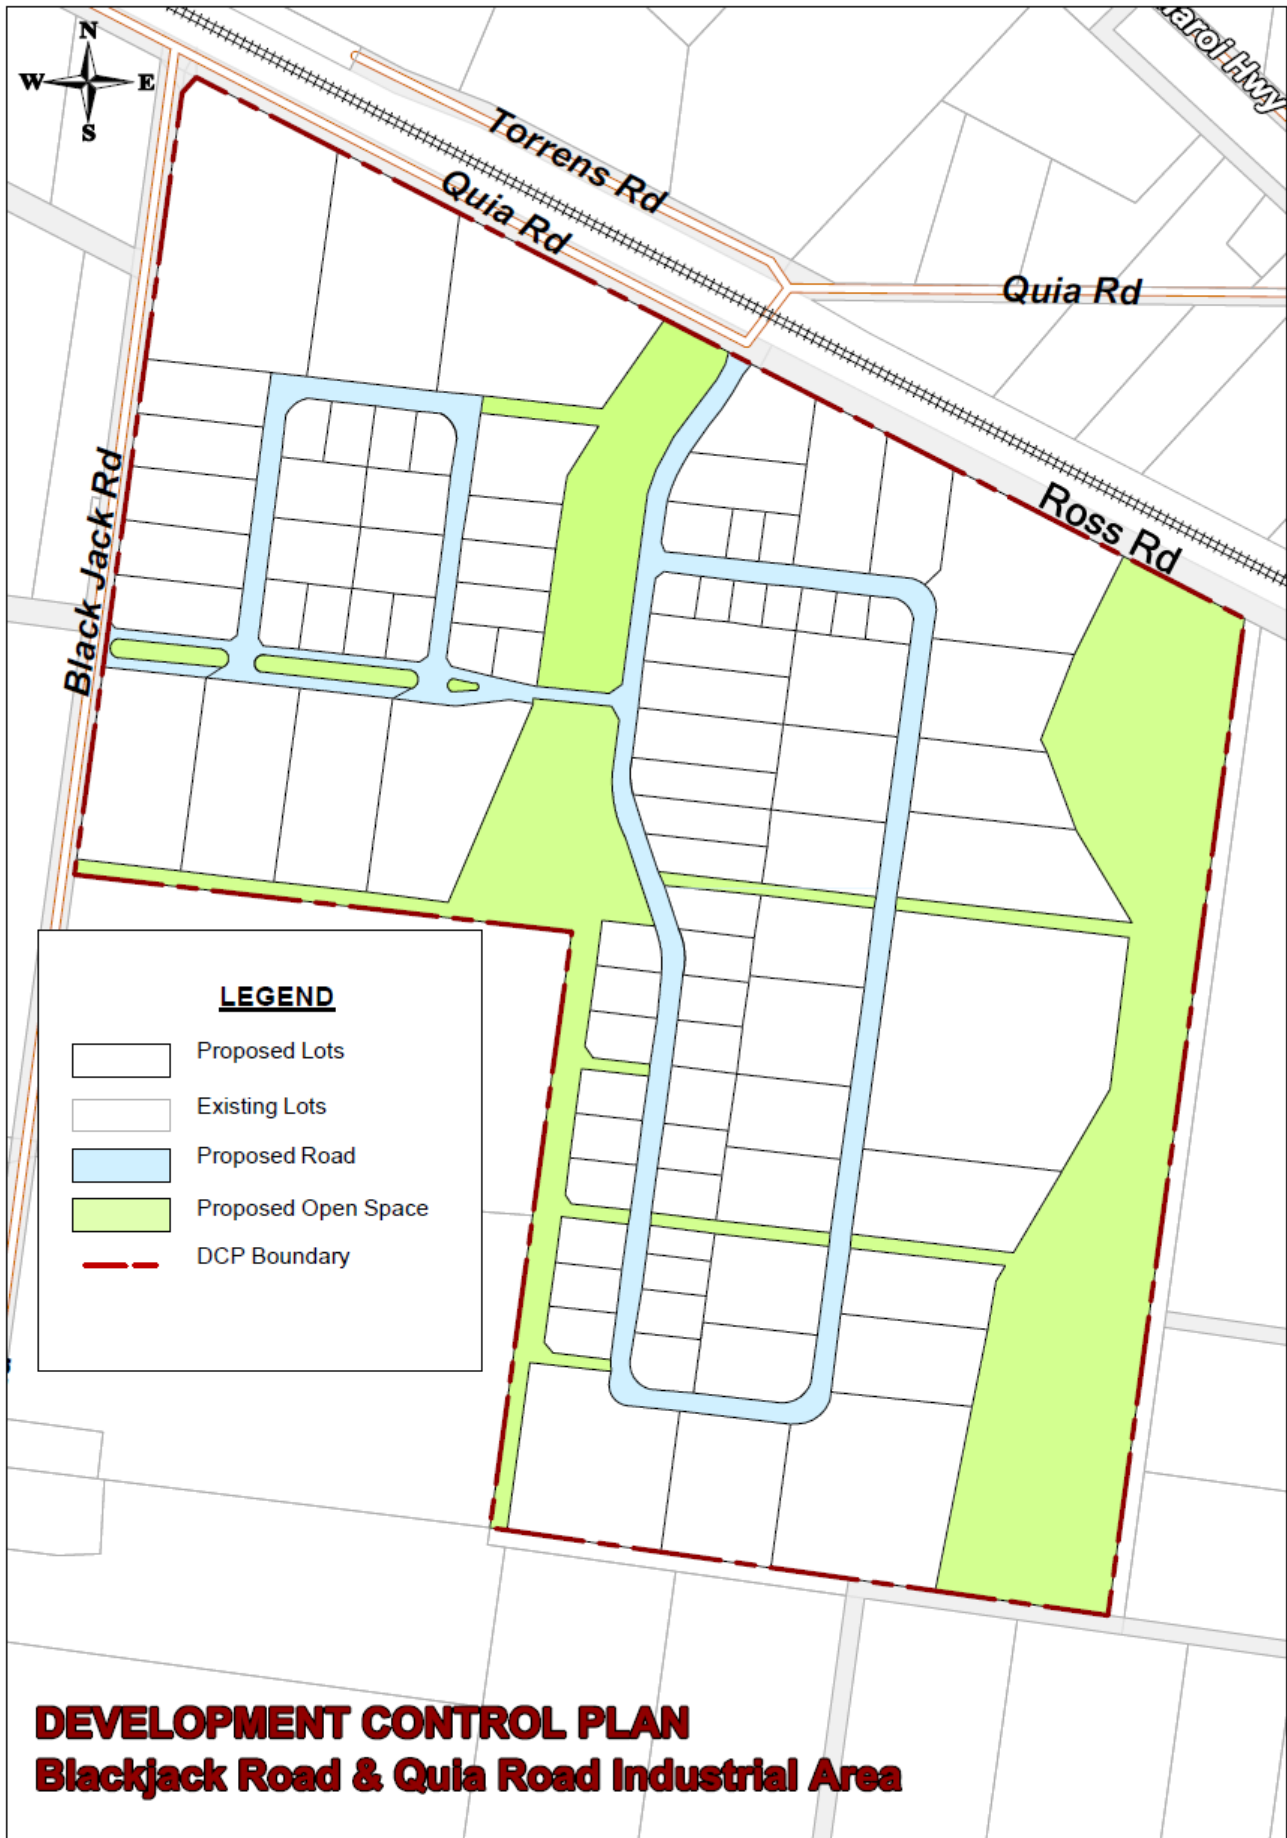 N
W E
S
Torrens Rd
Quia Rd
Quia Rd
Ross Rd
Black Jack Rd
LEGEND
Proposed Lots
Existing Lots
Proposed Road
Proposed Open Space
DCP Boundary
DEVELOPMENT CONTROL PLAN
Blackjack Road & Quia Road Industrial Area
Hwy